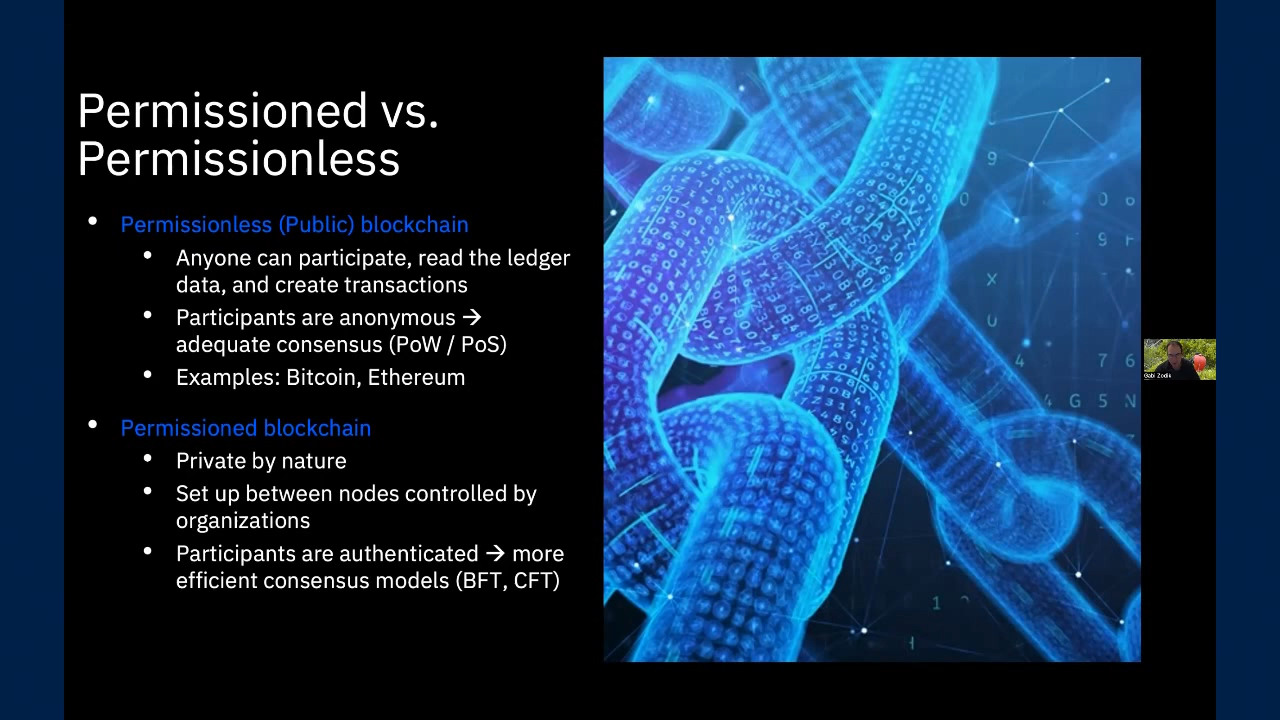 Permissioned vs.
Permissionless
• Permissionless (Public) blockchain
• Anyone can participate, read the ledger
data, and create transactions
• Participants are anonymous →
adequate consensus (PoW / PoS)
• Examples: Bitcoin, Ethereum
• Permissioned blockchain
• Private by nature
• Set up between nodes controlled by
organizations
• Participants are authenticated → more
efficient consensus models (BFT, CFT)
Gabi Zodik